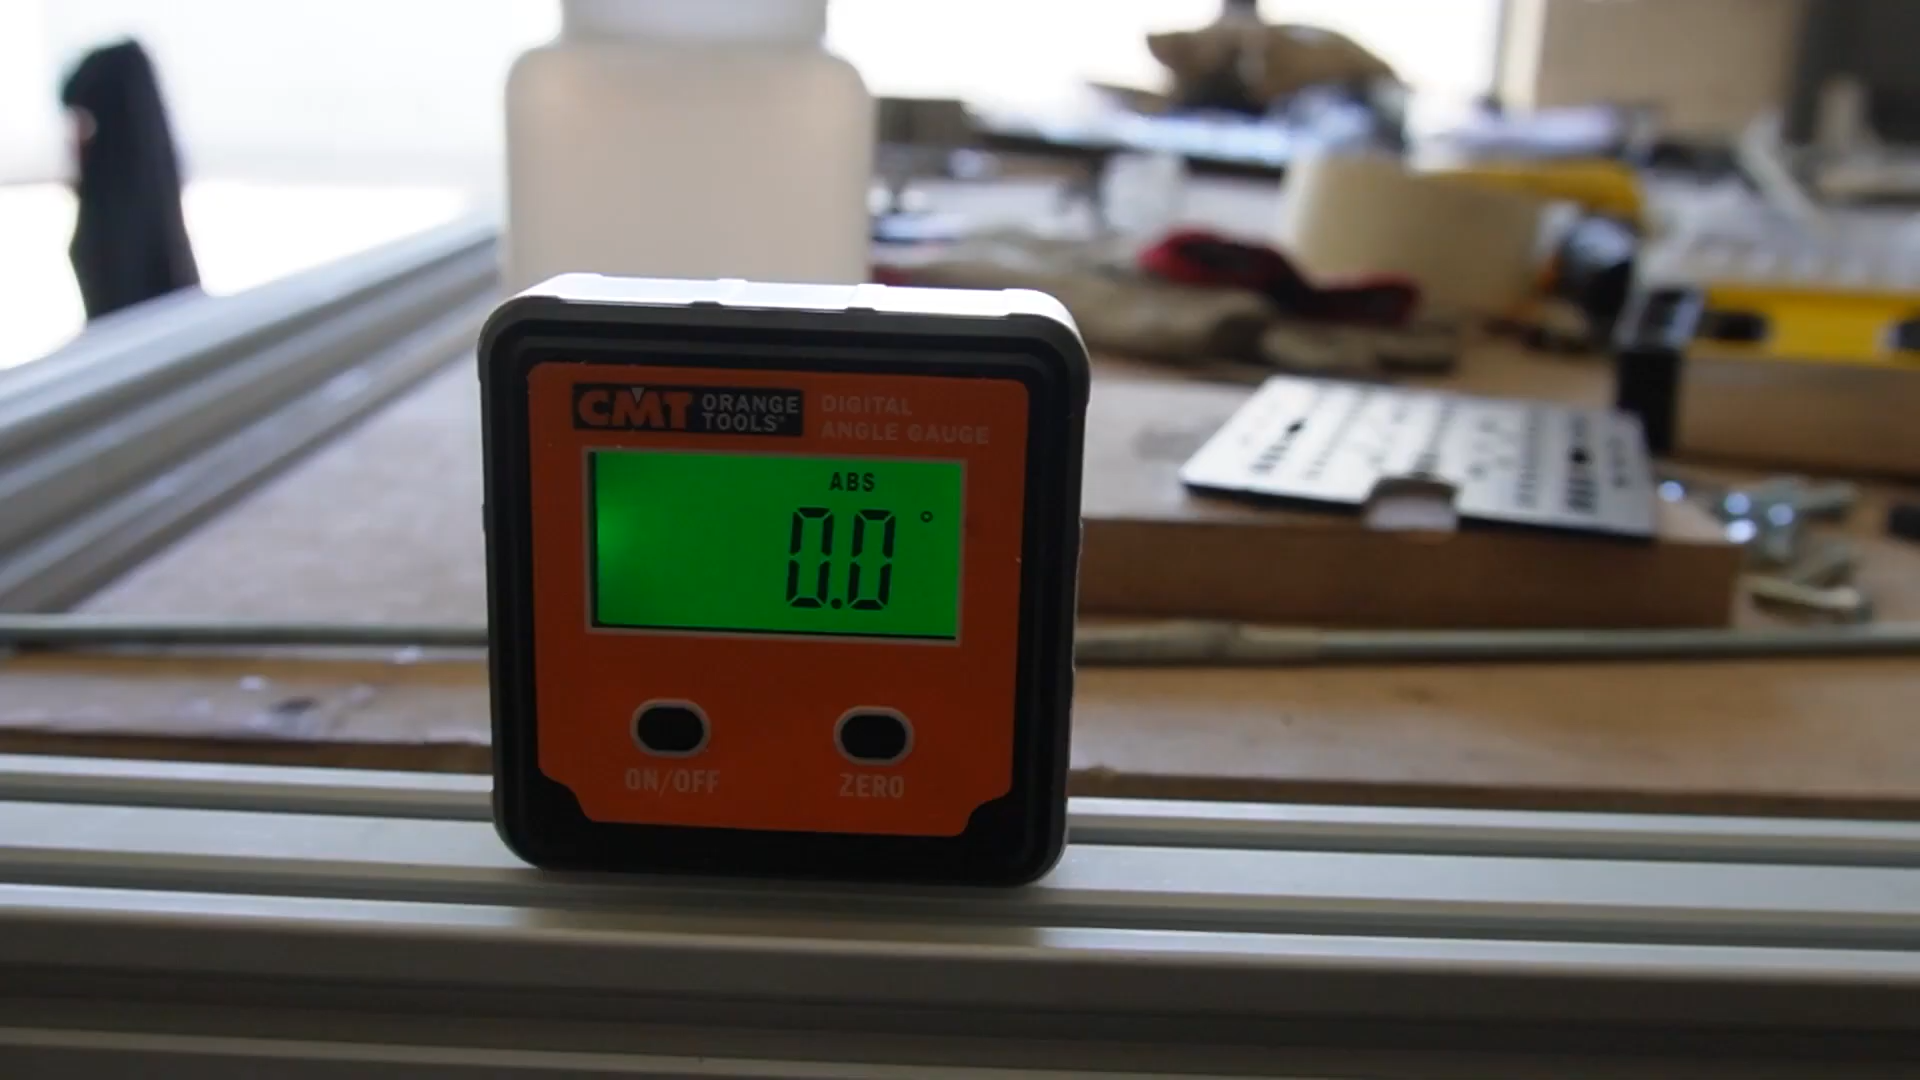 CMT ORANGE TOOLS®
DIGITAL
ANGLE GAUGE
ABS
0.0°
ON/OFF
ZERO